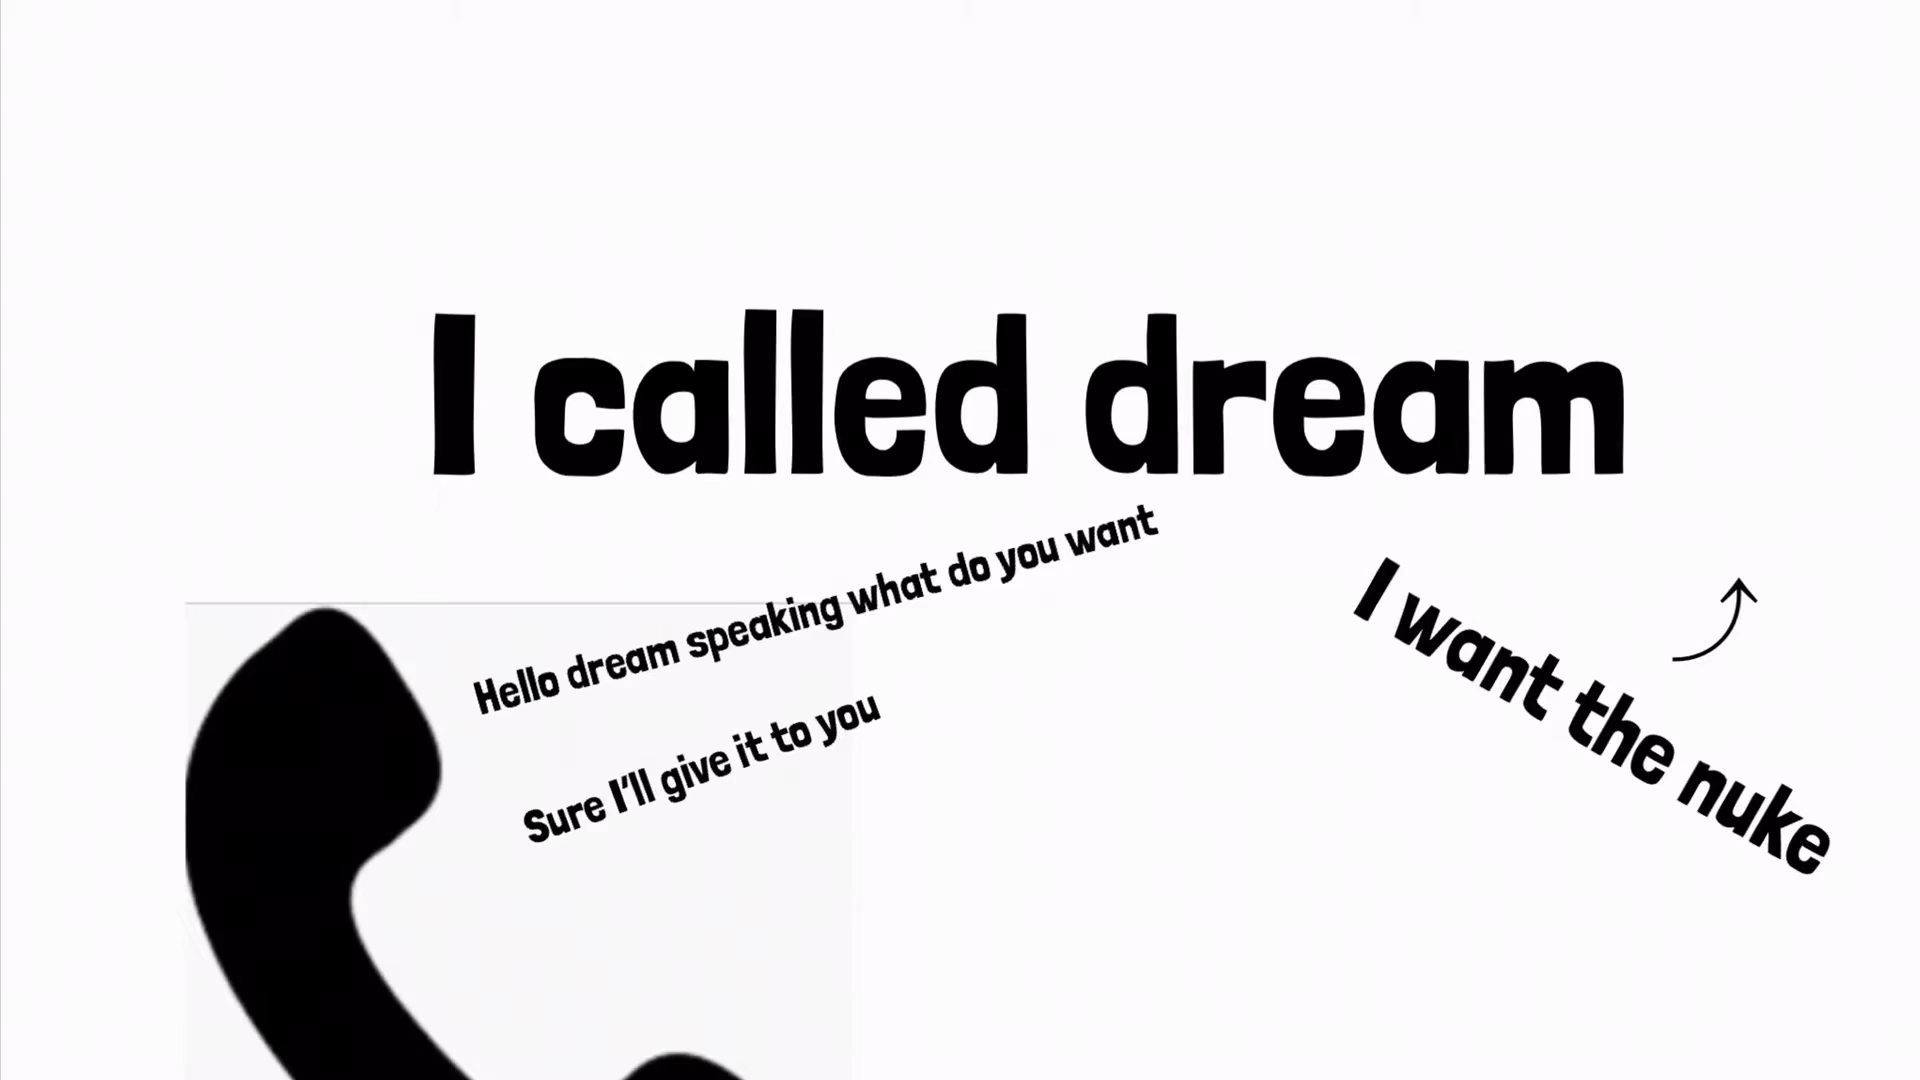 I called dream
Hello dream speaking what do you want
I want the nuke
Sure I'll give it to you